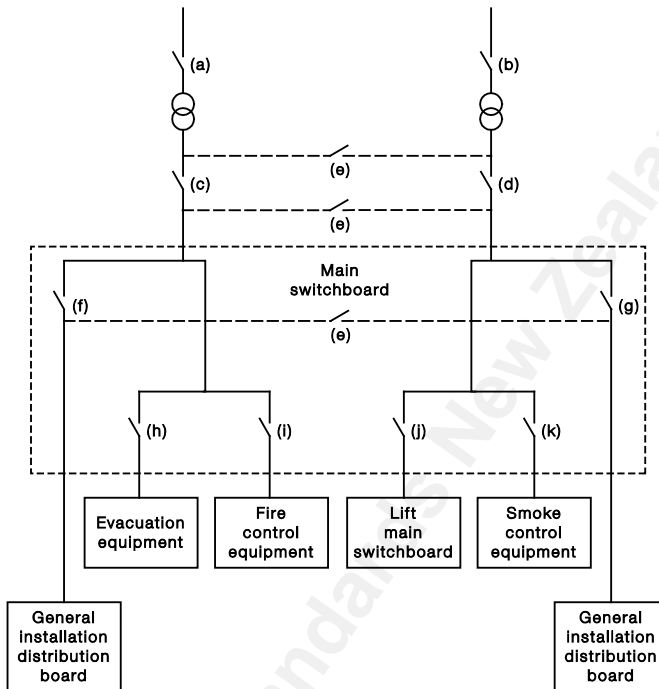 (a)
(b)
(e)
(c)
(d)
(e)
Main
switchboard
(f)
(g)
(e)
(h)
(i)
(j)
(k)
Evacuation
equipment
Fire
control
equipment
Lift
main
switchboard
Smoke
control
equipment
General
installation
distribution
board
General
installation
distribution
board